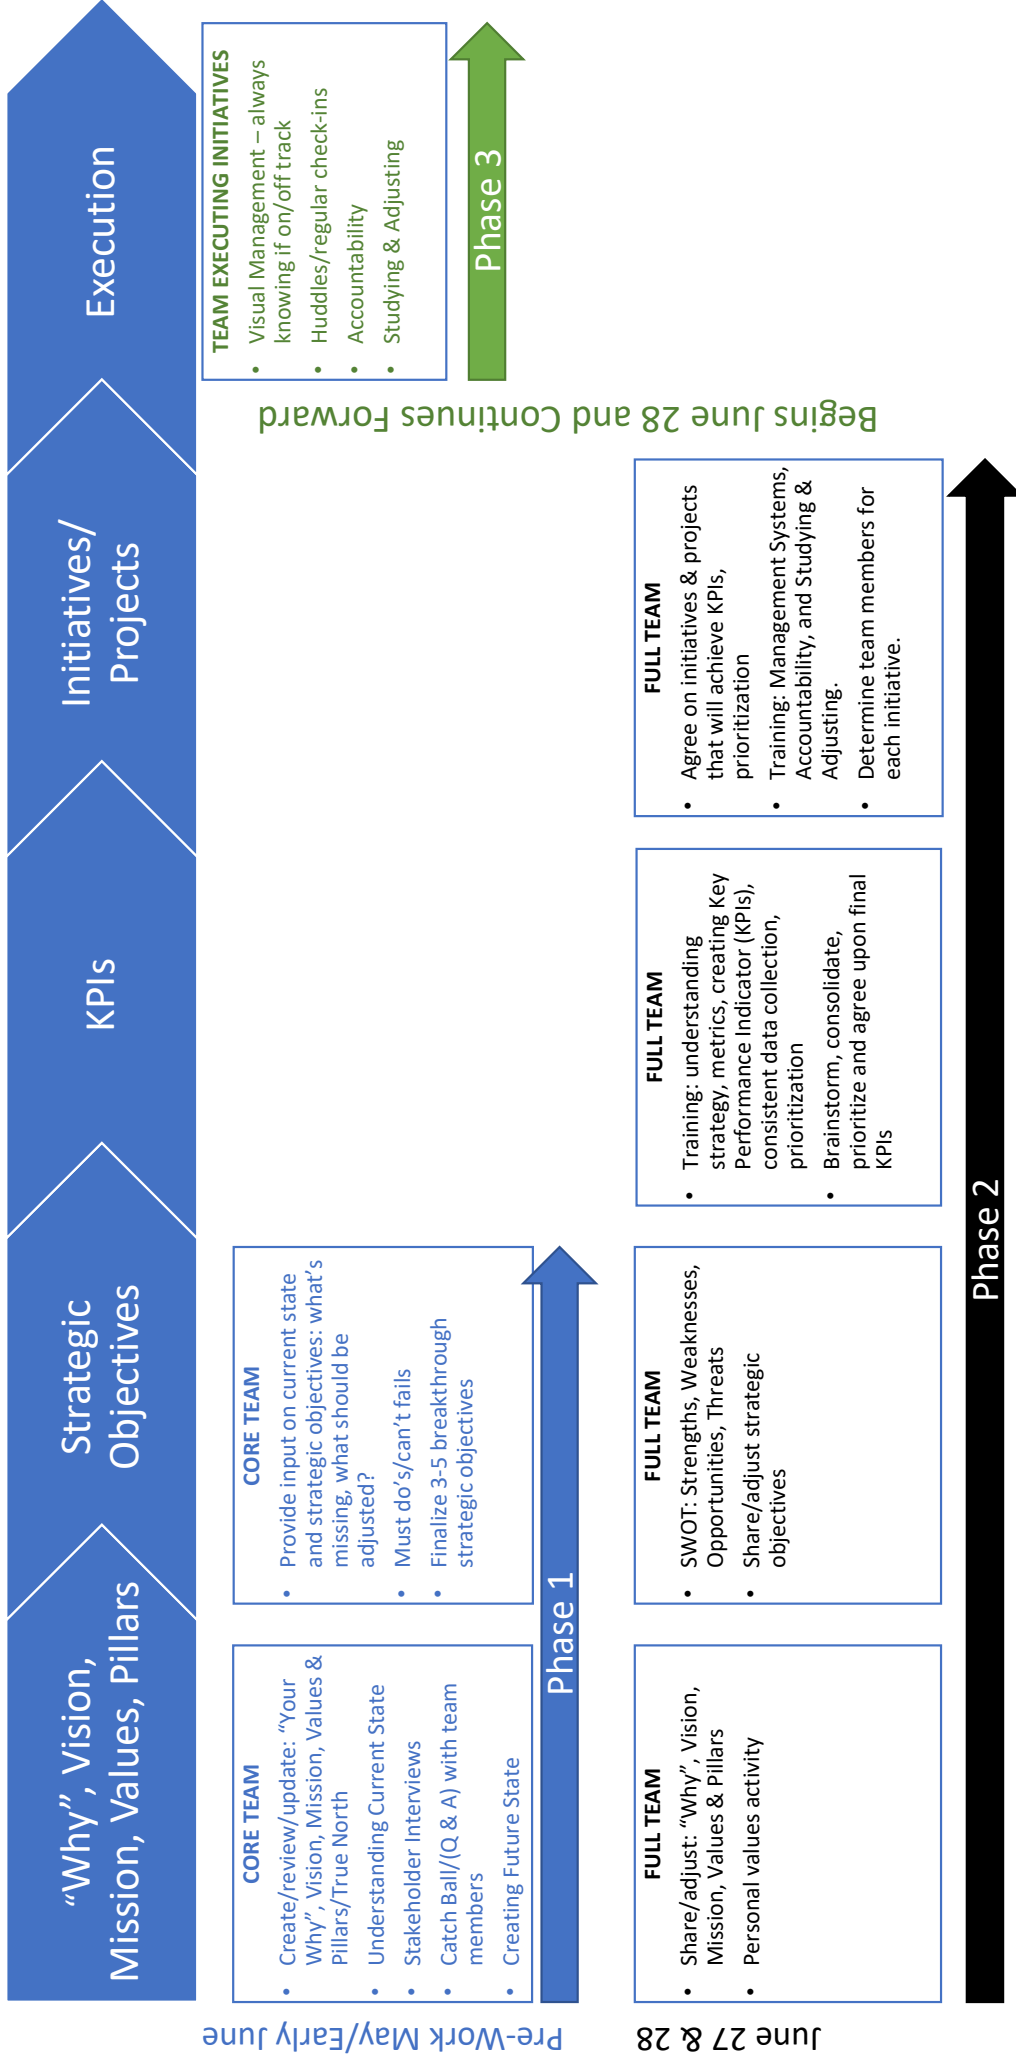 “Why”, Vision,
Mission, Values, Pillars
Strategic
Objectives
KPIs
Initiatives/
Projects
Execution
Pre-Work May/Early June
CORE TEAM
• Create/review/update: “Your
Why”, Vision, Mission, Values &
Pillars/True North
• Understanding Current State
• Stakeholder Interviews
• Catch Ball/(Q & A) with team
members
• Creating Future State
CORE TEAM
• Provide input on current state
and strategic objectives: what’s
missing, what should be
adjusted?
• Must do’s/can’t fails
• Finalize 3-5 breakthrough
strategic objectives
Phase 1
TEAM EXECUTING INITIATIVES
• Visual Management – always
knowing if on/off track
• Huddles/regular check-ins
• Accountability
• Studying & Adjusting
Phase 3
Begins June 28 and Continues Forward
June 27 & 28
FULL TEAM
• Share/adjust: “Why”, Vision,
Mission, Values & Pillars
• Personal values activity
FULL TEAM
• SWOT: Strengths, Weaknesses,
Opportunities, Threats
• Share/adjust strategic
objectives
FULL TEAM
• Training: understanding
strategy, metrics, creating Key
Performance Indicator (KPIs),
consistent data collection,
prioritization
• Brainstorm, consolidate,
prioritize and agree upon final
KPIs
FULL TEAM
• Agree on initiatives & projects
that will achieve KPIs,
prioritization
• Training: Management Systems,
Accountability, and Studying &
Adjusting.
• Determine team members for
each initiative.
Phase 2